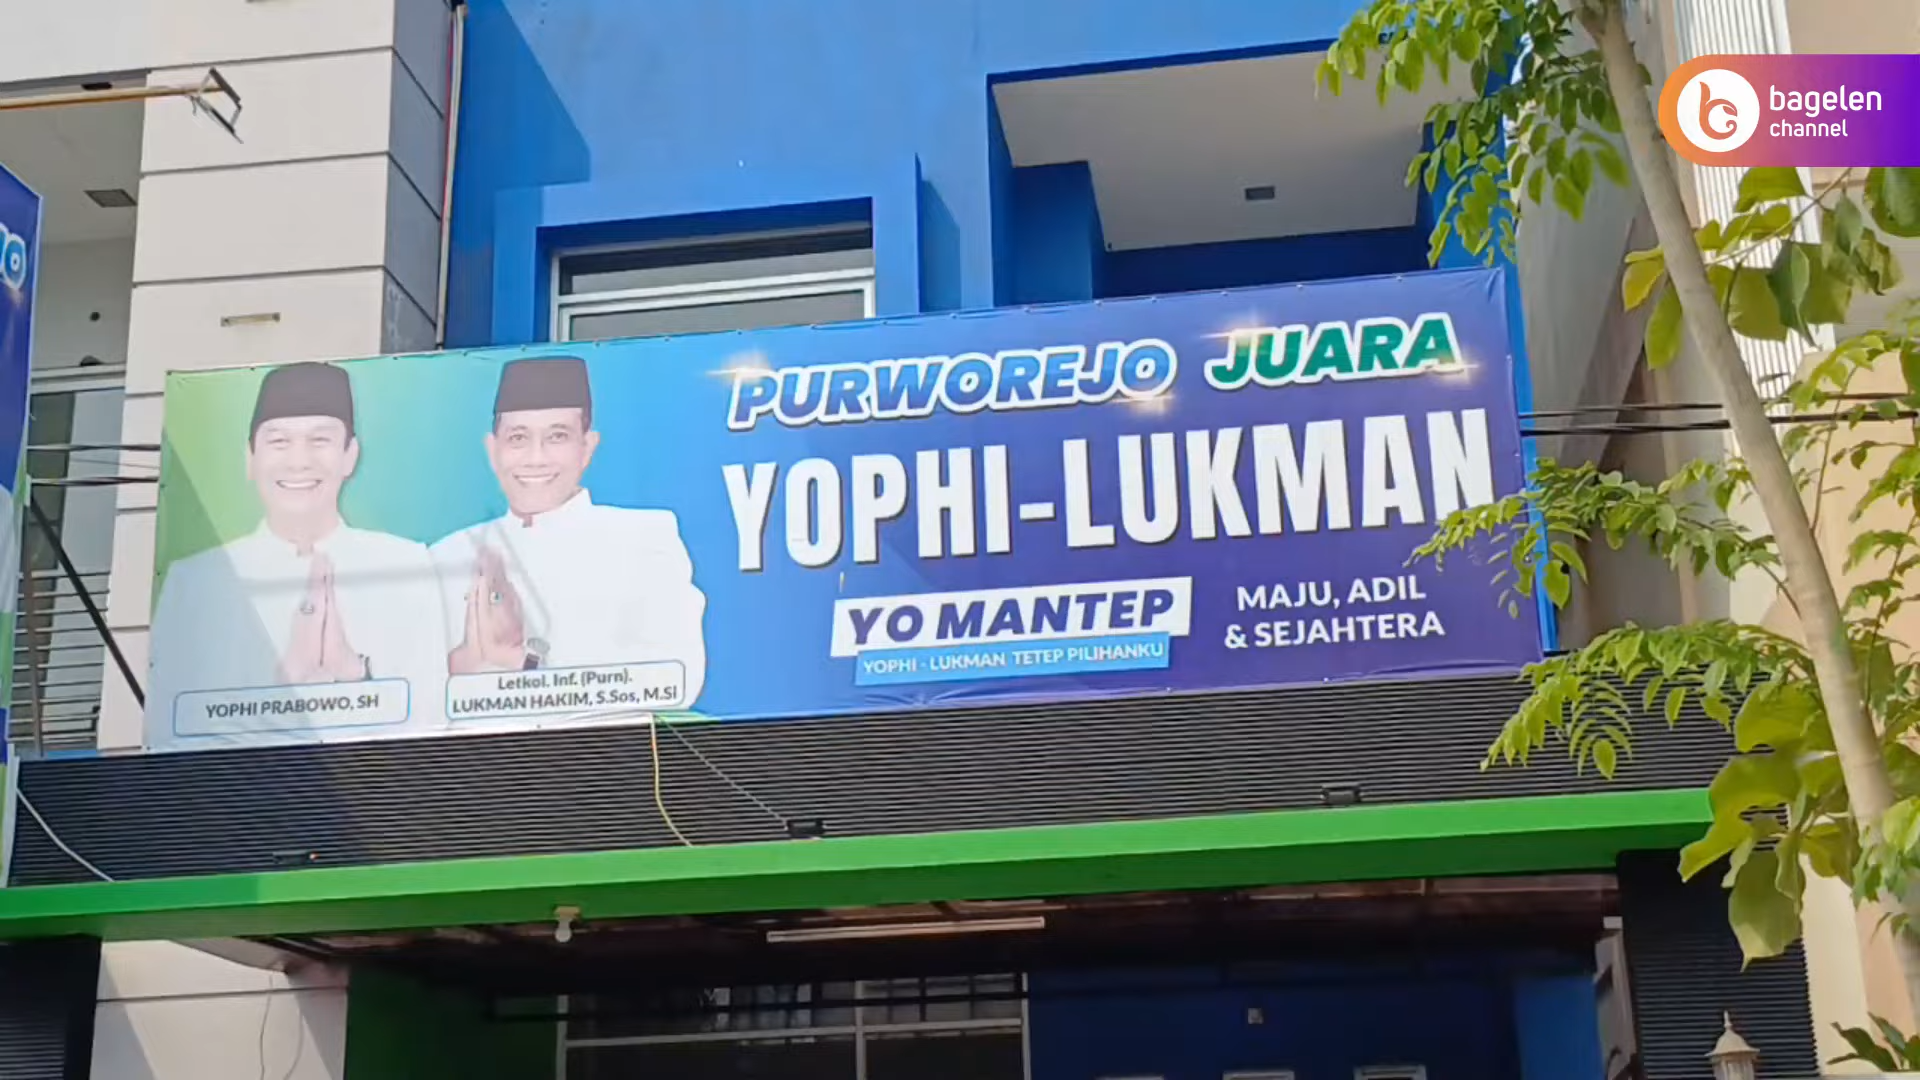 bagelen
channel
PURWOREJO JUARA
YOPHI-LUKMAN
YO MANTEP
YOPHI - LUKMAN TETEP PILIHANKU
MAJU, ADIL
& SEJAHTERA
YOPHI PRABOWO, SH
Letkol. Inf. (Purn).
LUKMAN HAKIM, S.Sos, M.SI